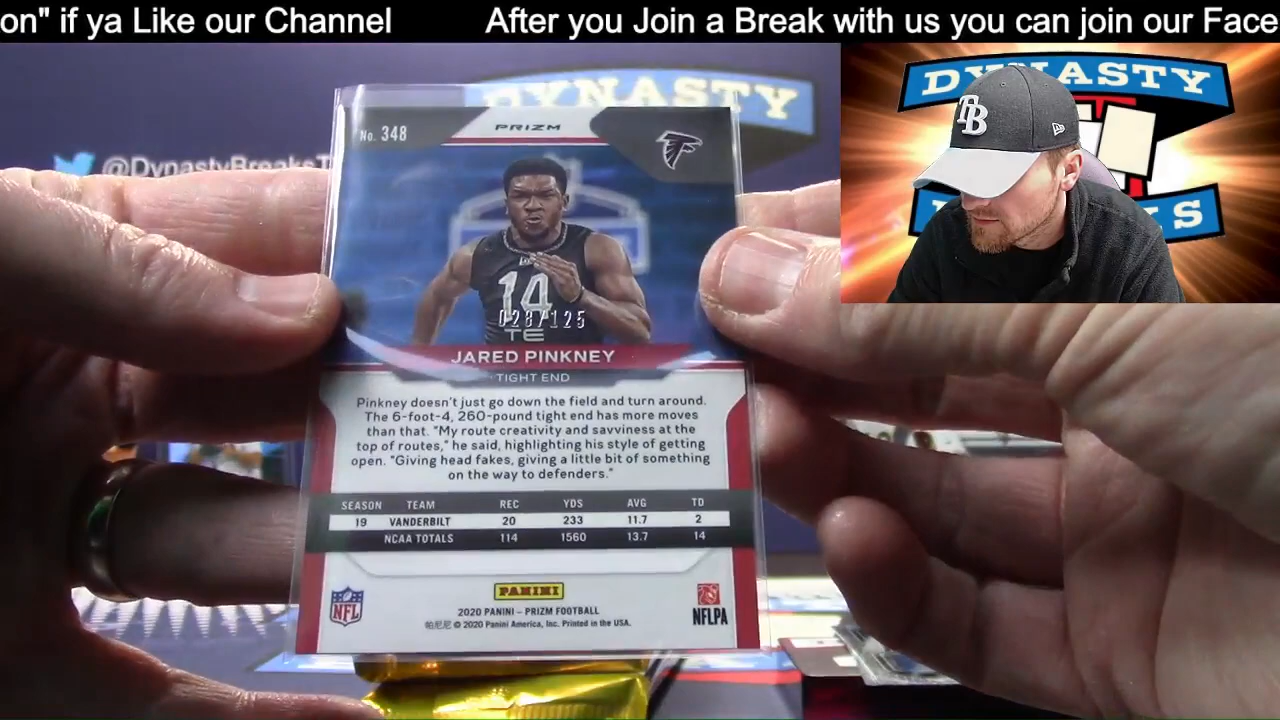 on" if ya Like our Channel After you Join a Break with us you can join our Face
DYNASTY
DYNASTY
@DynastyBreaksT
TB
S
No. 348
PRIZM
14
028/125
TE
JARED PINKNEY
TIGHT END
Pinkney doesn't just go down the field and turn around.
The 6-foot-4, 260-pound tight end has more moves
than that. "My route creativity and savviness at the
top of routes," he said, highlighting his style of getting
open. "Giving head fakes, giving a little bit of something
on the way to defenders."
SEASON TEAM REC YDS AVG TD
19 VANDERBILT 20 233 11.7 2
NCAA TOTALS 114 1560 13.7 14
NFL
PANINI
NFLPA
2020 PANINI – PRIZM FOOTBALL
帕尼尼 © 2020 Panini America, Inc. Printed in the USA.